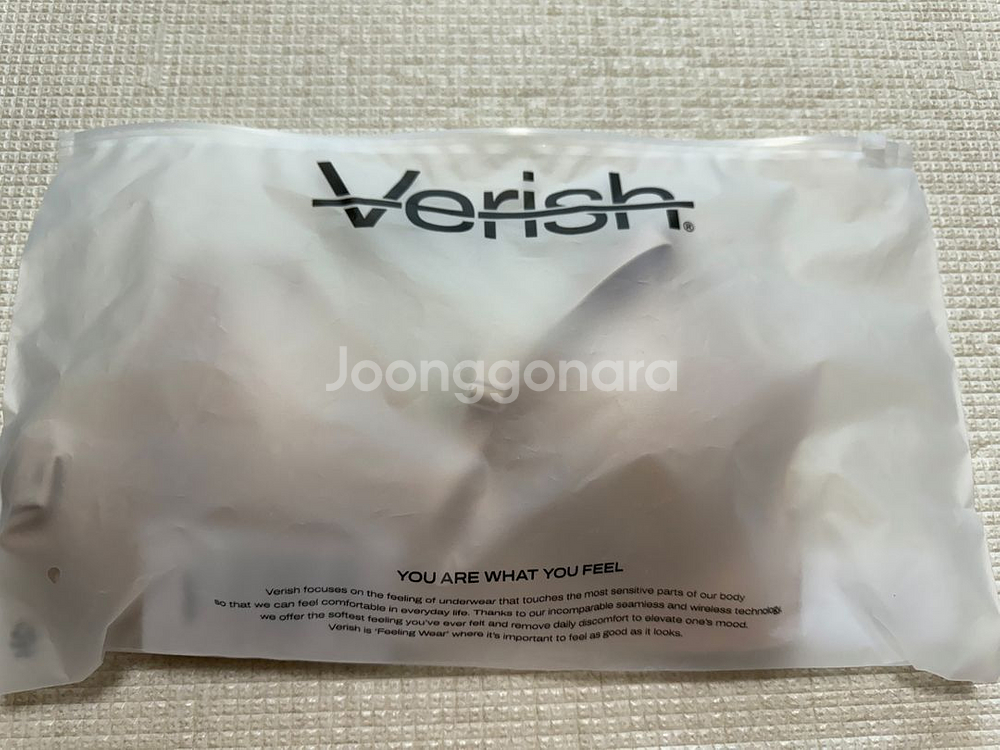 Verish®
Joonggonara
YOU ARE WHAT YOU FEEL
Verish focuses on the feeling of underwear that touches the most sensitive parts of our body
so that we can feel comfortable in everyday life. Thanks to our incomparable seamless and wireless technology,
we offer the softest feeling you've ever felt and remove daily discomfort to elevate one's mood.
Verish is 'Feeling Wear' where it's important to feel as good as it looks.